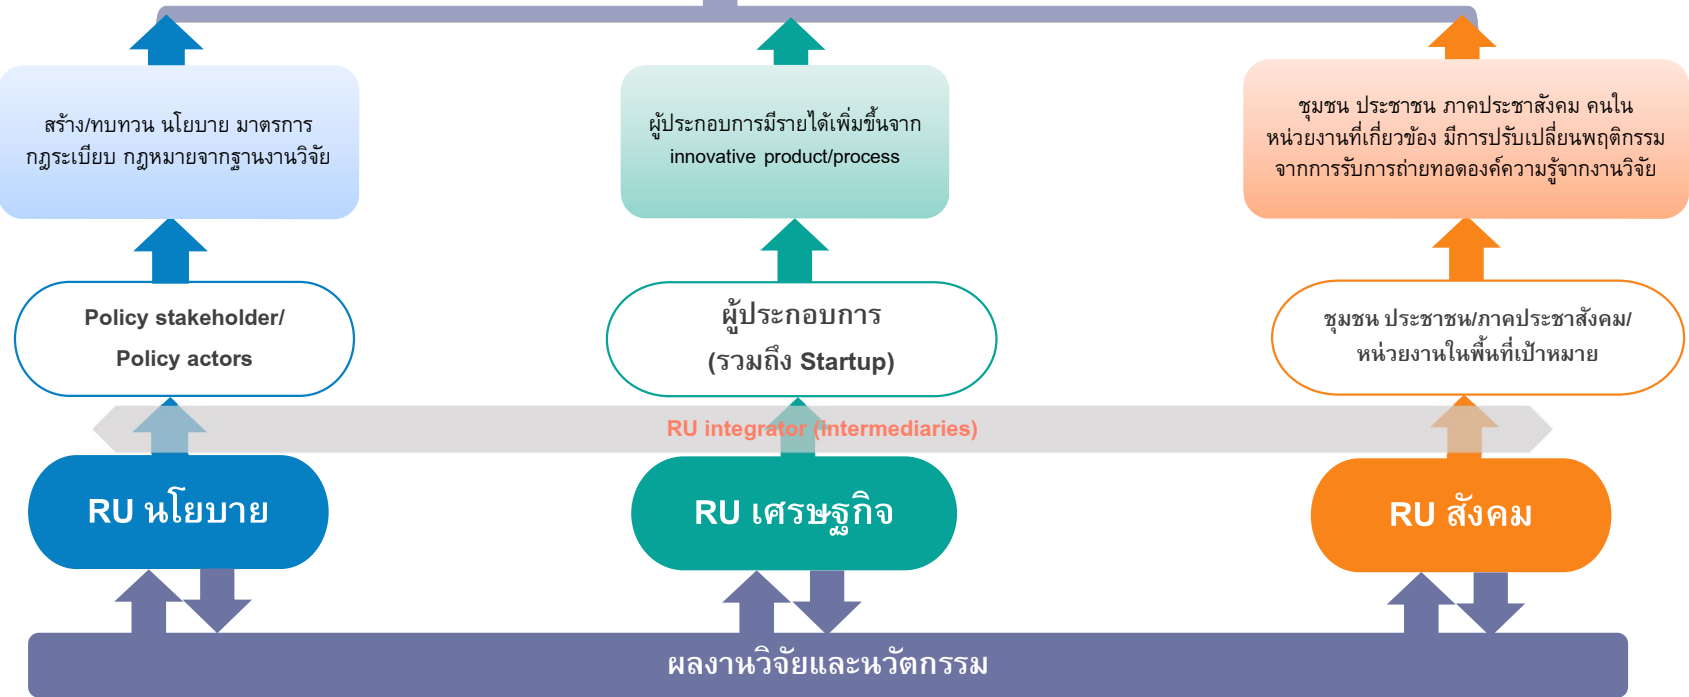 สร้าง/ทบทวน นโยบาย มาตรการ
กฎระเบียบ กฎหมายจากฐานงานวิจัย
ผู้ประกอบการมีรายได้เพิ่มขึ้นจาก
innovative product/process
ชุมชน ประชาชน ภาคประชาสังคม คนใน
หน่วยงานที่เกี่ยวข้อง มีการปรับเปลี่ยนพฤติกรรม
จากการรับการถ่ายทอดองค์ความรู้จากงานวิจัย
Policy stakeholder/
Policy actors
ผู้ประกอบการ
(รวมถึง Startup)
ชุมชน ประชาชน/ภาคประชาสังคม/
หน่วยงานในพื้นที่เป้าหมาย
RU integrator (intermediaries)
RU นโยบาย
RU เศรษฐกิจ
RU สังคม
ผลงานวิจัยและนวัตกรรม